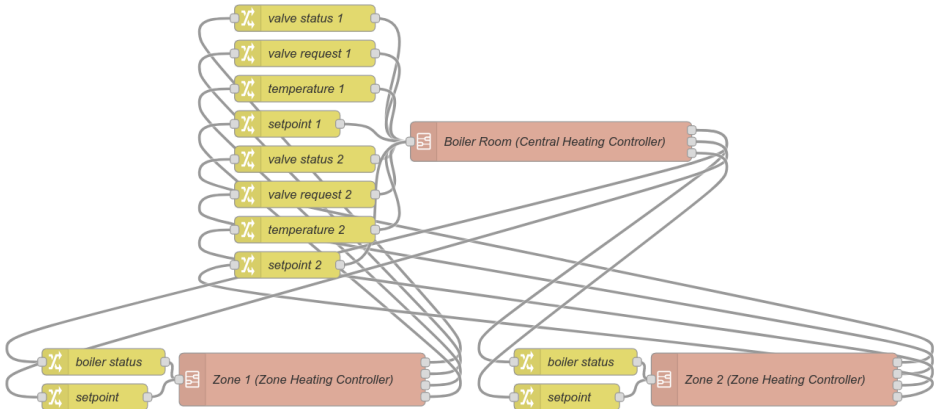 valve status 1
valve request 1
temperature 1
setpoint 1
Boiler Room (Central Heating Controller)
valve status 2
valve request 2
temperature 2
setpoint 2
boiler status
boiler status
Zone 1 (Zone Heating Controller)
Zone 2 (Zone Heating Controller)
setpoint
setpoint